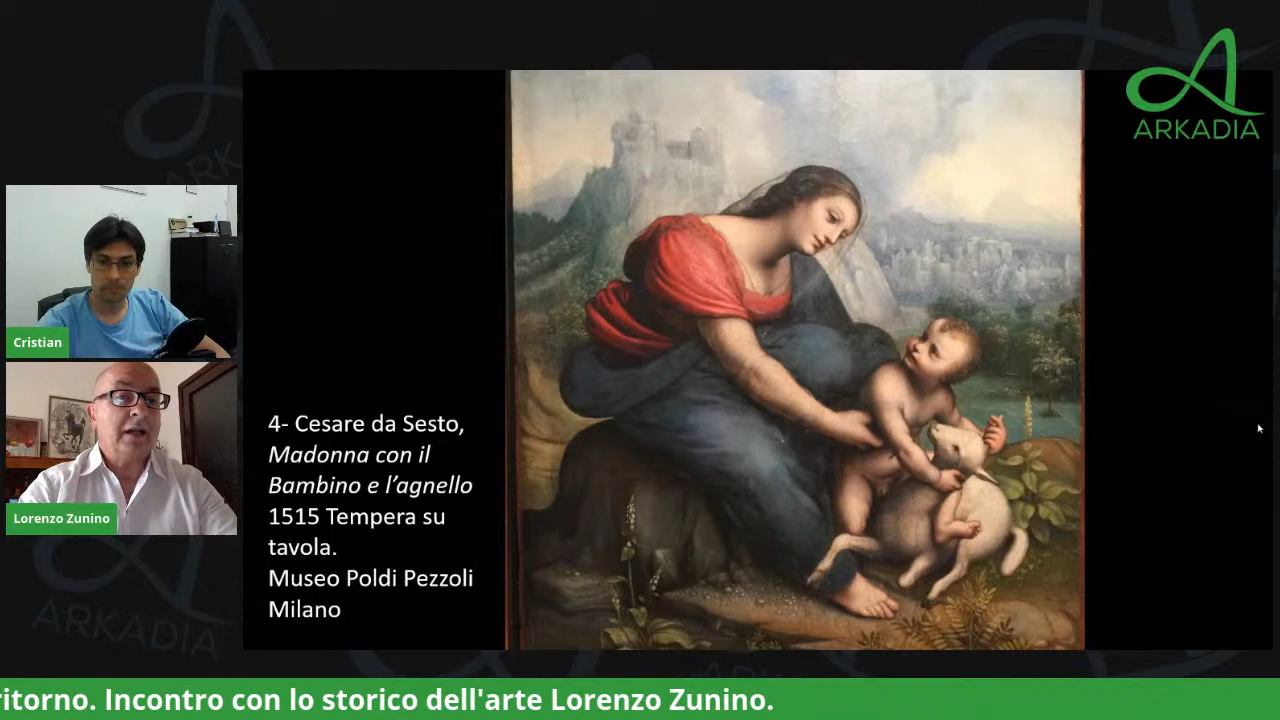 ARKADIA
Cristian
Lorenzo Zunino
4- Cesare da Sesto,
Madonna con il
Bambino e l’agnello
1515 Tempera su
tavola.
Museo Poldi Pezzoli
Milano
ritorno. Incontro con lo storico dell'arte Lorenzo Zunino.
ARKADIA